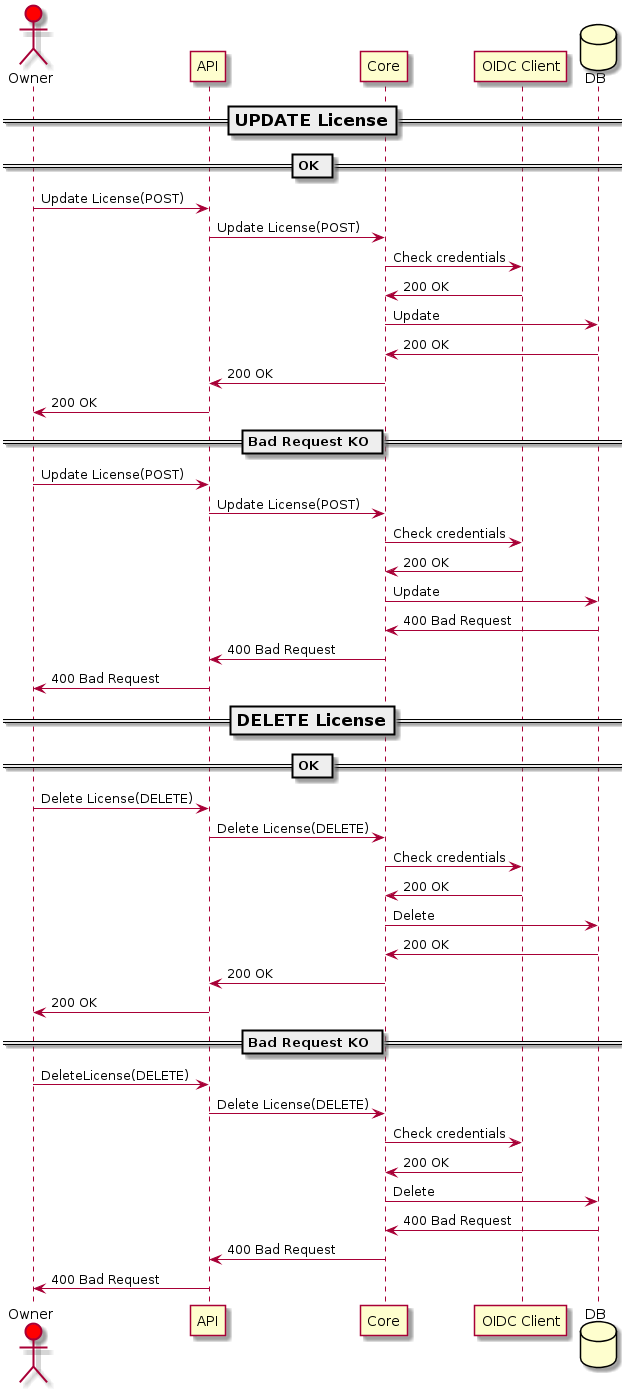 Owner
API
Core
OIDC Client
DB
UPDATE License
OK
Update License(POST)
Update License(POST)
Check credentials
200 OK
Update
200 OK
200 OK
200 OK
Bad Request KO
Update License(POST)
Update License(POST)
Check credentials
200 OK
Update
400 Bad Request
400 Bad Request
400 Bad Request
DELETE License
OK
Delete License(DELETE)
Delete License(DELETE)
Check credentials
200 OK
Delete
200 OK
200 OK
200 OK
Bad Request KO
DeleteLicense(DELETE)
Delete License(DELETE)
Check credentials
200 OK
Delete
400 Bad Request
400 Bad Request
400 Bad Request
Owner
API
Core
OIDC Client
DB